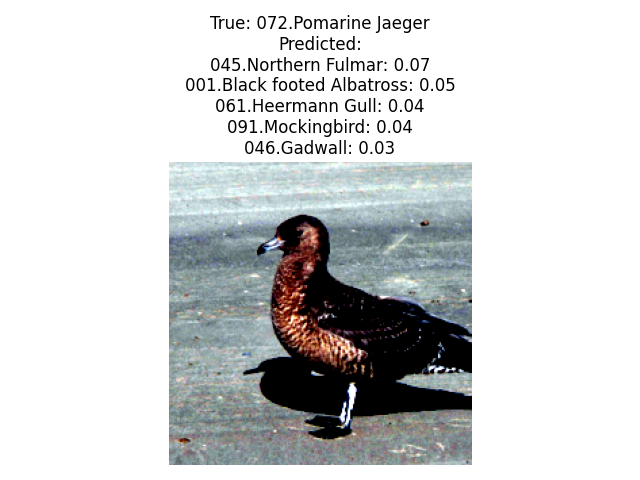 True: 072.Pomarine Jaeger
Predicted:
045.Northern Fulmar: 0.07
001.Black footed Albatross: 0.05
061.Heermann Gull: 0.04
091.Mockingbird: 0.04
046.Gadwall: 0.03